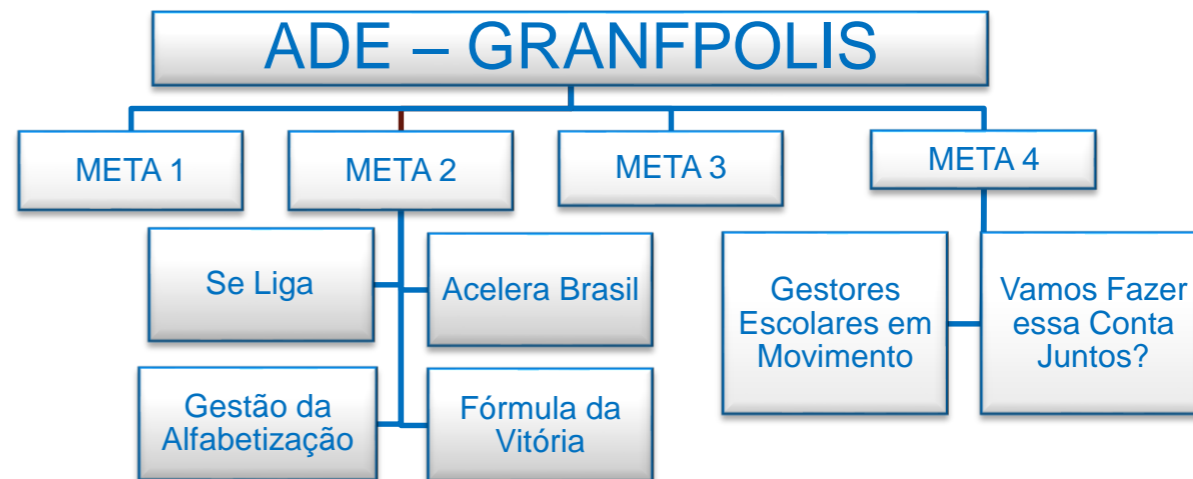 ADE – GRANFPOLIS
META 1
META 2
META 3
META 4
Se Liga
Acelera Brasil
Gestão da
Alfabetização
Fórmula da
Vitória
Gestores
Escolares em
Movimento
Vamos Fazer
essa Conta
Juntos?